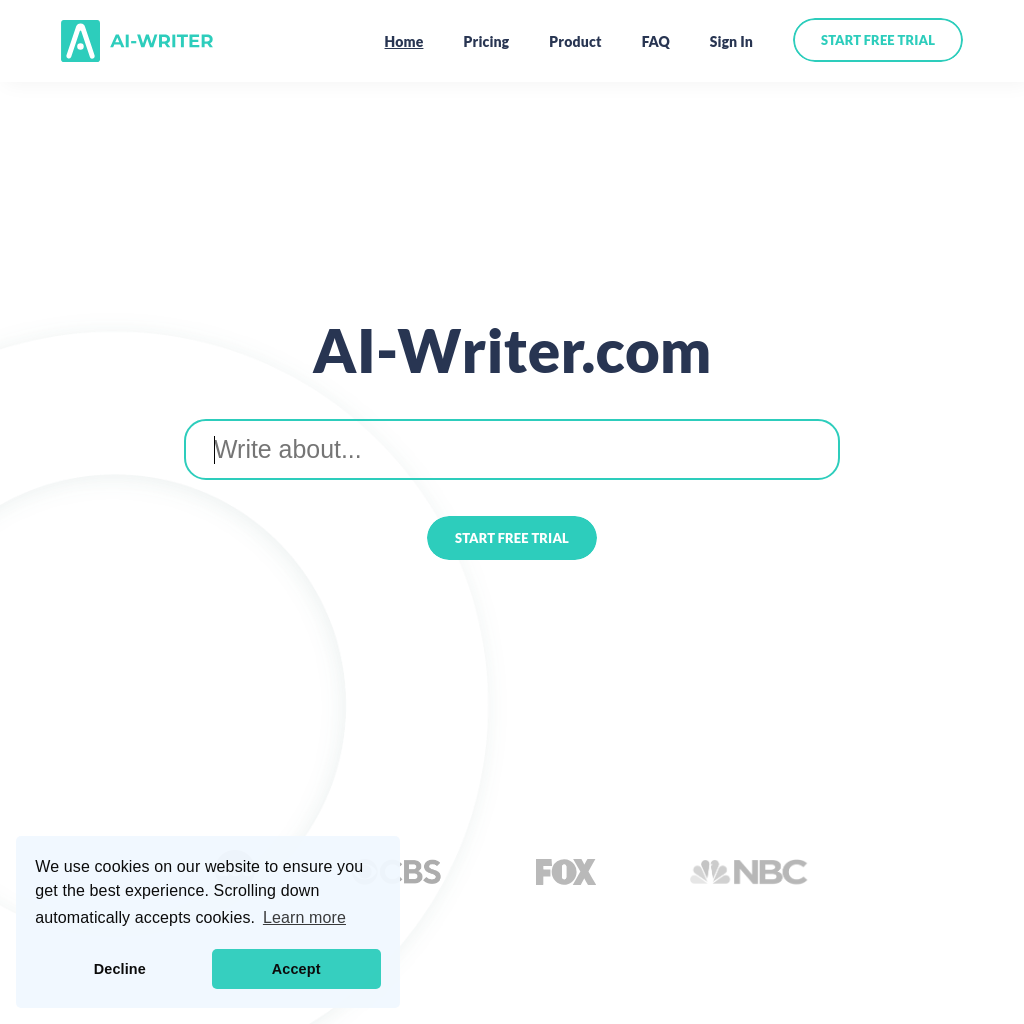 AI-WRITER
Home
Pricing
Product
FAQ
Sign In
START FREE TRIAL
AI-Writer.com
Write about...
START FREE TRIAL
CBS
FOX
NBC
We use cookies on our website to ensure you
get the best experience. Scrolling down
automatically accepts cookies. Learn more
Decline
Accept